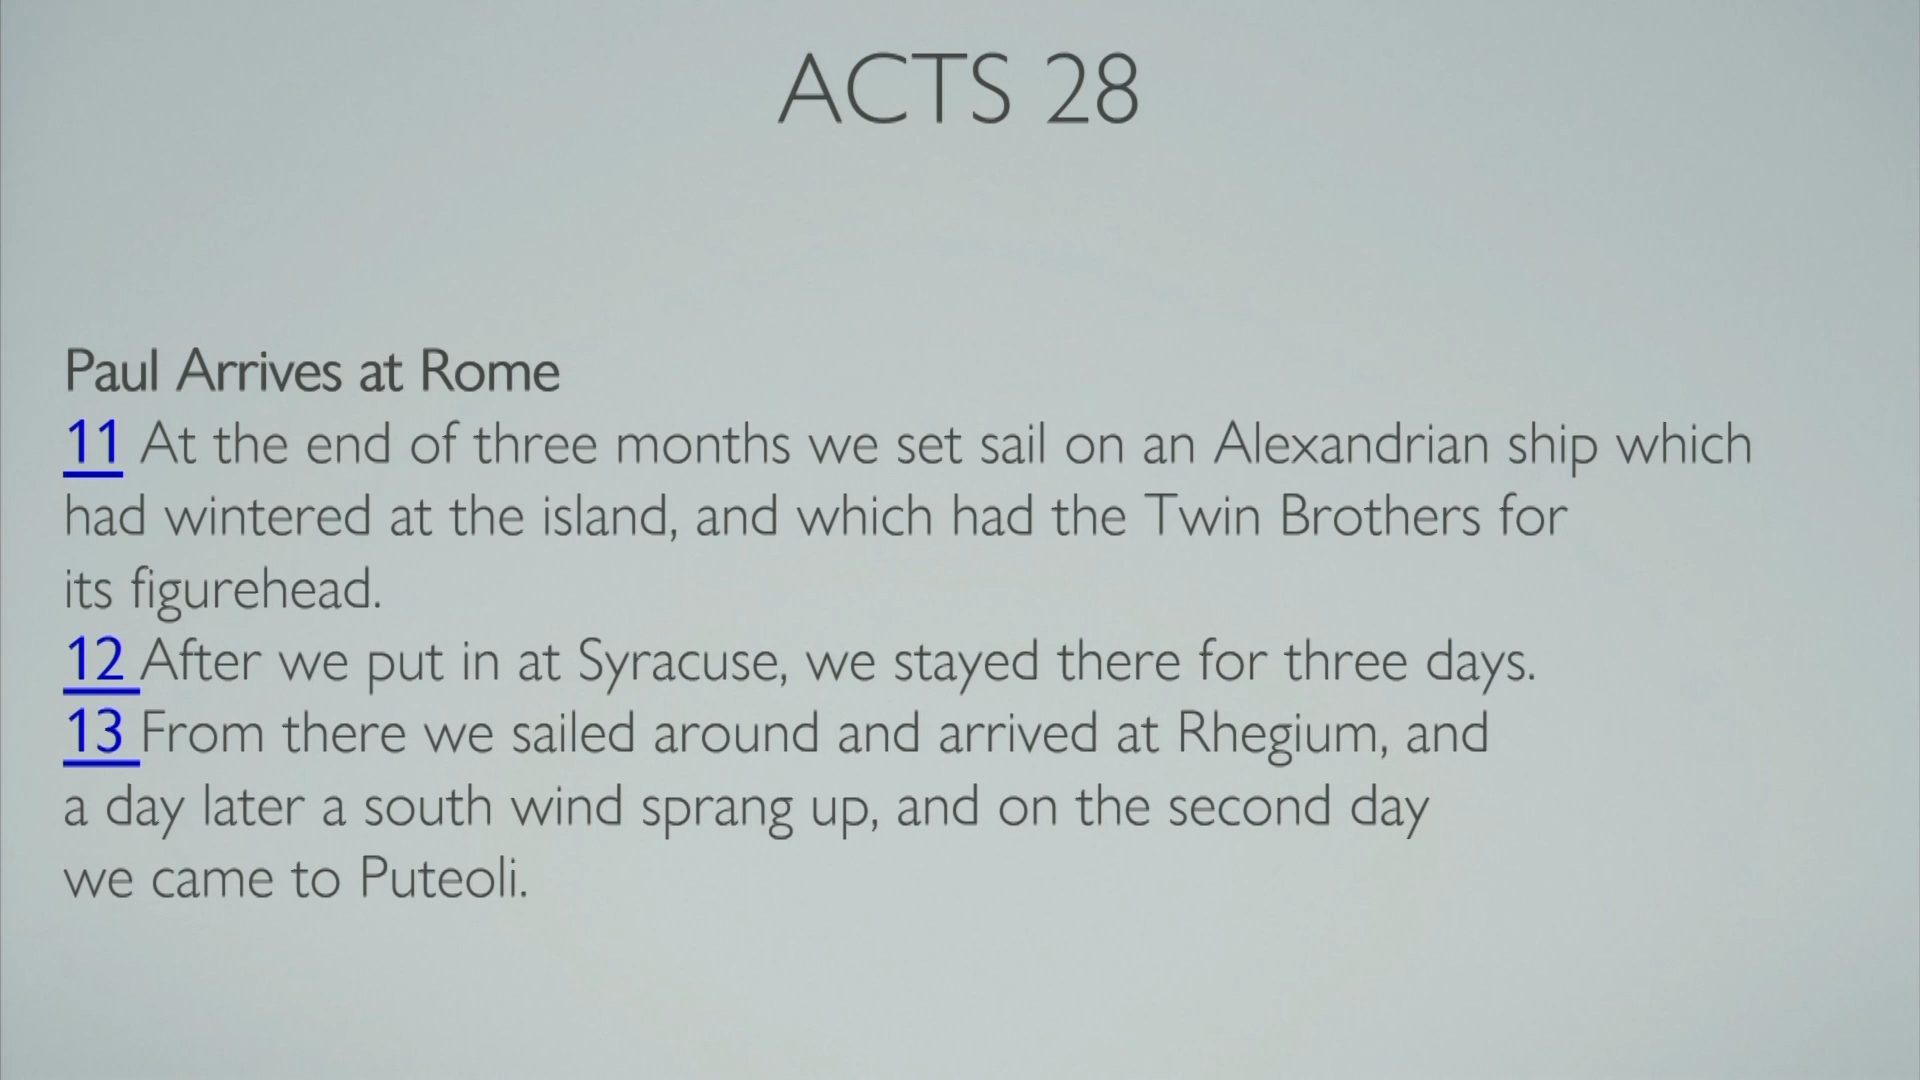 ACTS 28
Paul Arrives at Rome
11 At the end of three months we set sail on an Alexandrian ship which
had wintered at the island, and which had the Twin Brothers for
its figurehead.
12 After we put in at Syracuse, we stayed there for three days.
13 From there we sailed around and arrived at Rhegium, and
a day later a south wind sprang up, and on the second day
we came to Puteoli.